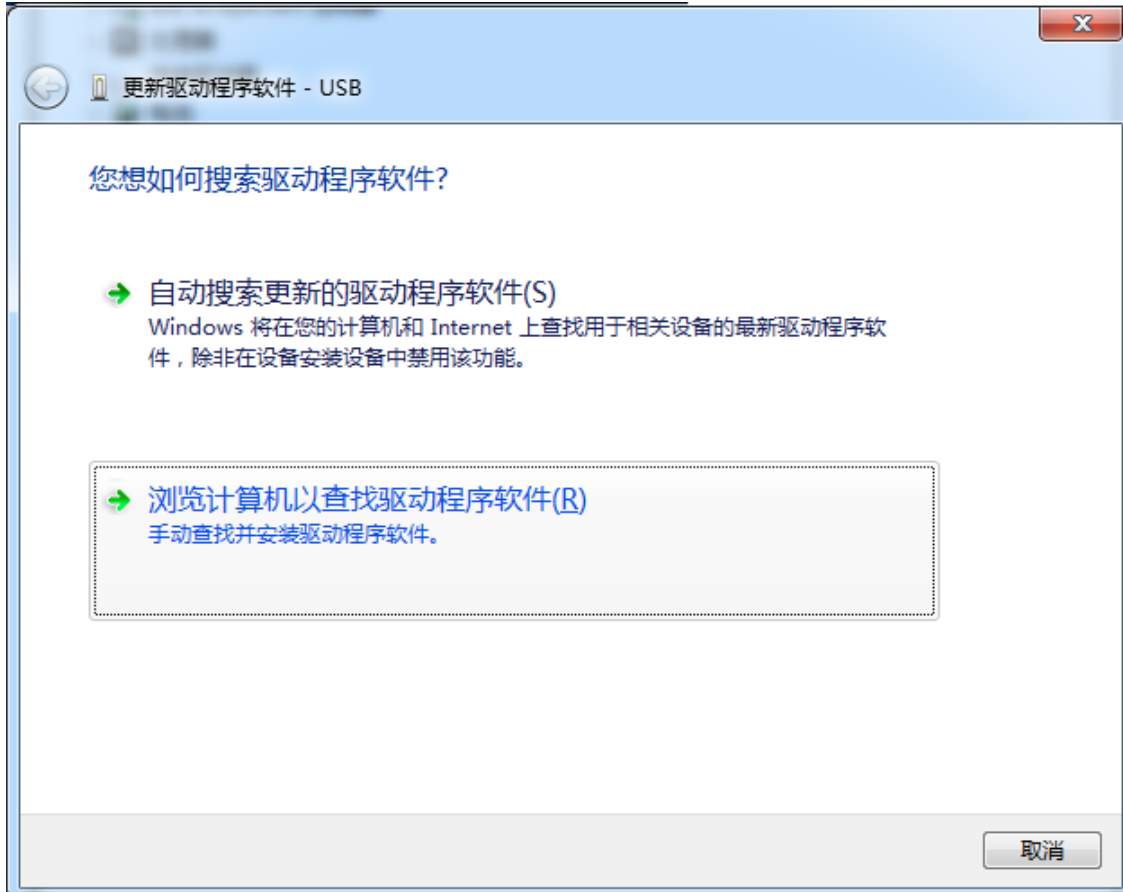 更新驱动程序软件 - USB
您想如何搜索驱动程序软件?
自动搜索更新的驱动程序软件(S)
Windows 将在您的计算机和 Internet 上查找用于相关设备的最新驱动程序软
件，除非在设备安装设备中禁用该功能。
浏览计算机以查找驱动程序软件(R)
手动查找并安装驱动程序软件。
取消